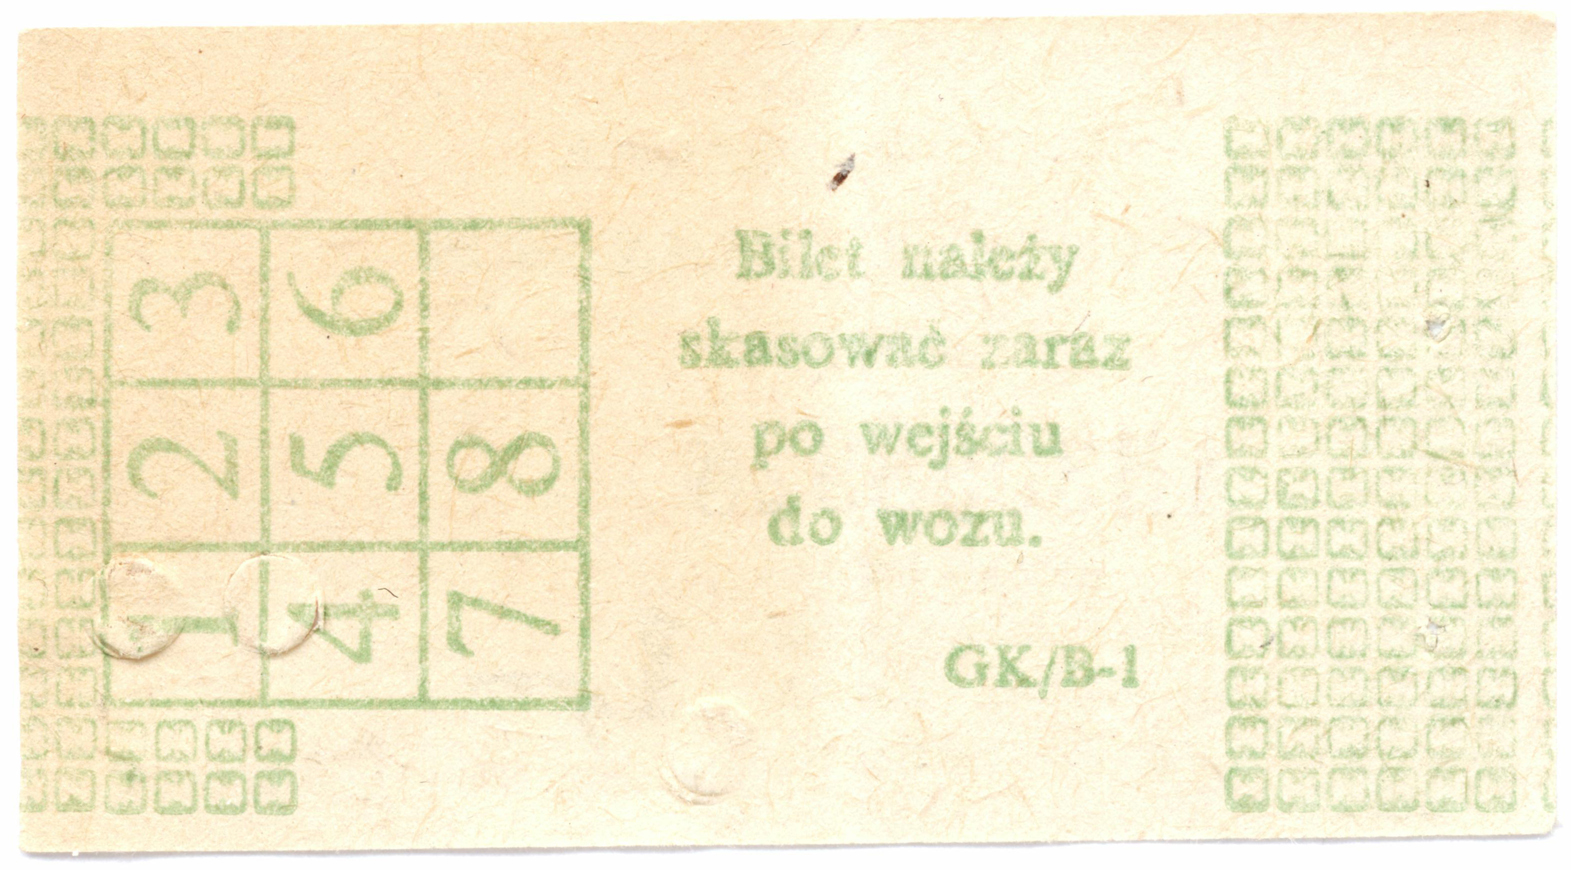 3 6
2 5 8
1 4 7
Bilet należy
skasować zaraz
po wejściu
do wozu.
GK/B-1